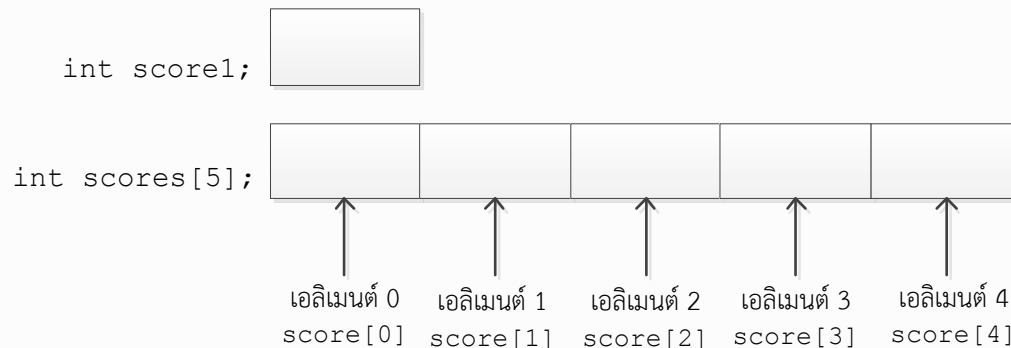 int score1;
int scores[5];
เอลิเมนต์ 0 เอลิเมนต์ 1 เอลิเมนต์ 2 เอลิเมนต์ 3 เอลิเมนต์ 4
score[0] score[1] score[2] score[3] score[4]